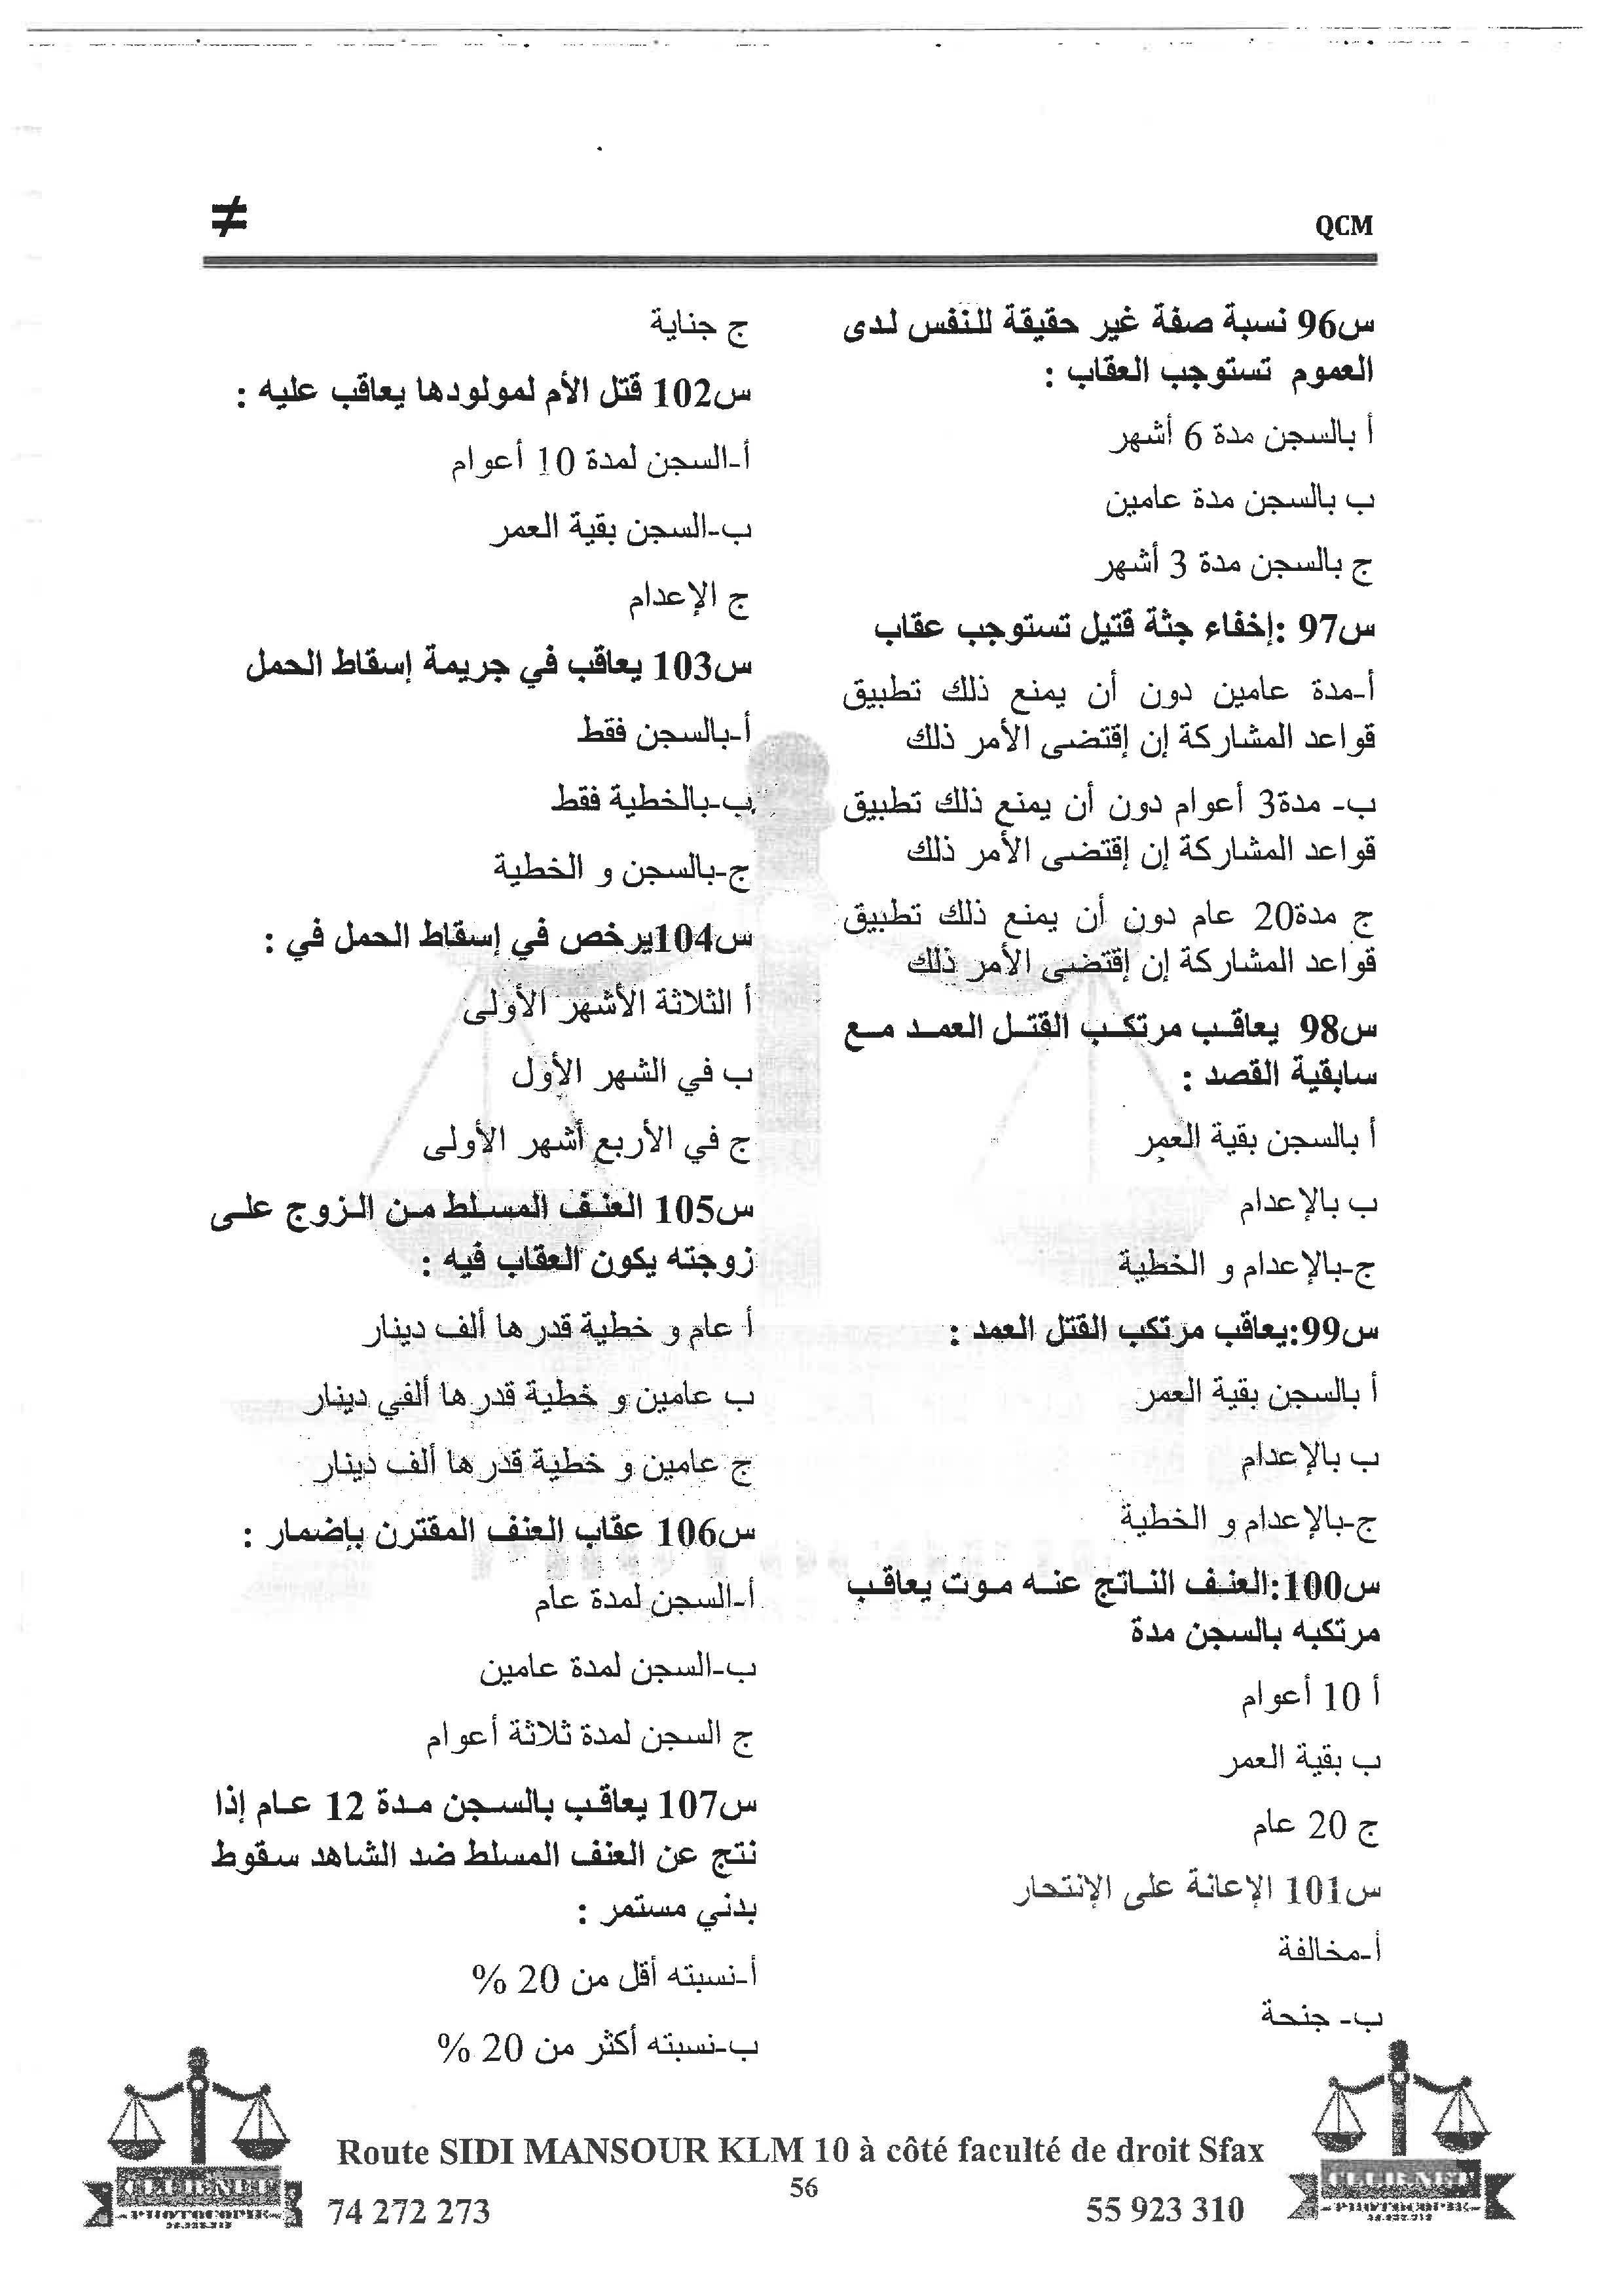 ≠
QCM
س96 نسبة صفة غير حقيقة للنفس لدى
العموم تستوجب العقاب :
أ بالسجن مدة 6 أشهر
ب بالسجن مدة عامين
ج بالسجن مدة 3 أشهر
س97 :إخفاء جثة قتيل تستوجب عقاب
أ-مدة عامين دون أن يمنع ذلك تطبيق
قواعد المشاركة إن إقتضى الأمر ذلك
ب- مدة3 أعوام دون أن يمنع ذلك تطبيق
قواعد المشاركة إن إقتضى الأمر ذلك
ج مدة20 عام دون أن يمنع ذلك تطبيق
قواعد المشاركة إن إقتضى الأمر ذلك
س98 يعاقب مرتكب القتل العمد مع
سابقية القصد :
أ بالسجن بقية العمر
ب بالإعدام
ج-بالإعدام و الخطية
س99:يعاقب مرتكب القتل العمد :
أ بالسجن بقية العمر
ب بالإعدام
ج-بالإعدام و الخطية
س100:العنف الناتج عنه موت يعاقب
مرتكبه بالسجن مدة
أ 10 أعوام
ب بقية العمر
ج 20 عام
س101 الإعانة على الإنتحار
أ-مخالفة
ب- جنحة
ج جناية
س102 قتل الأم لمولودها يعاقب عليه :
أ-السجن لمدة 10 أعوام
ب-السجن بقية العمر
ج الإعدام
س103 يعاقب في جريمة إسقاط الحمل
أ-بالسجن فقط
ب-بالخطية فقط
ج-بالسجن و الخطية
س104يرخص في إسقاط الحمل في :
أ الثلاثة الأشهر الأولى
ب في الشهر الأول
ج في الأربع أشهر الأولى
س105 العنف المسلط من الزوج على
زوجته يكون العقاب فيه :
أ عام و خطية قدرها ألف دينار
ب عامين و خطية قدرها ألفي دينار
ج عامين و خطية قدرها ألف دينار
س106 عقاب العنف المقترن بإضمار :
أ-السجن لمدة عام
ب-السجن لمدة عامين
ج السجن لمدة ثلاثة أعوام
س107 يعاقب بالسجن مدة 12 عام إذا
نتج عن العنف المسلط ضد الشاهد سقوط
بدني مستمر :
أ-نسبته أقل من 20 %
ب-نسبته أكثر من 20 %
Route SIDI MANSOUR KLM 10 à côté faculté de droit Sfax
56
74 272 273
55 923 310
PHOTOCOPIE
PHOTOCOPIE